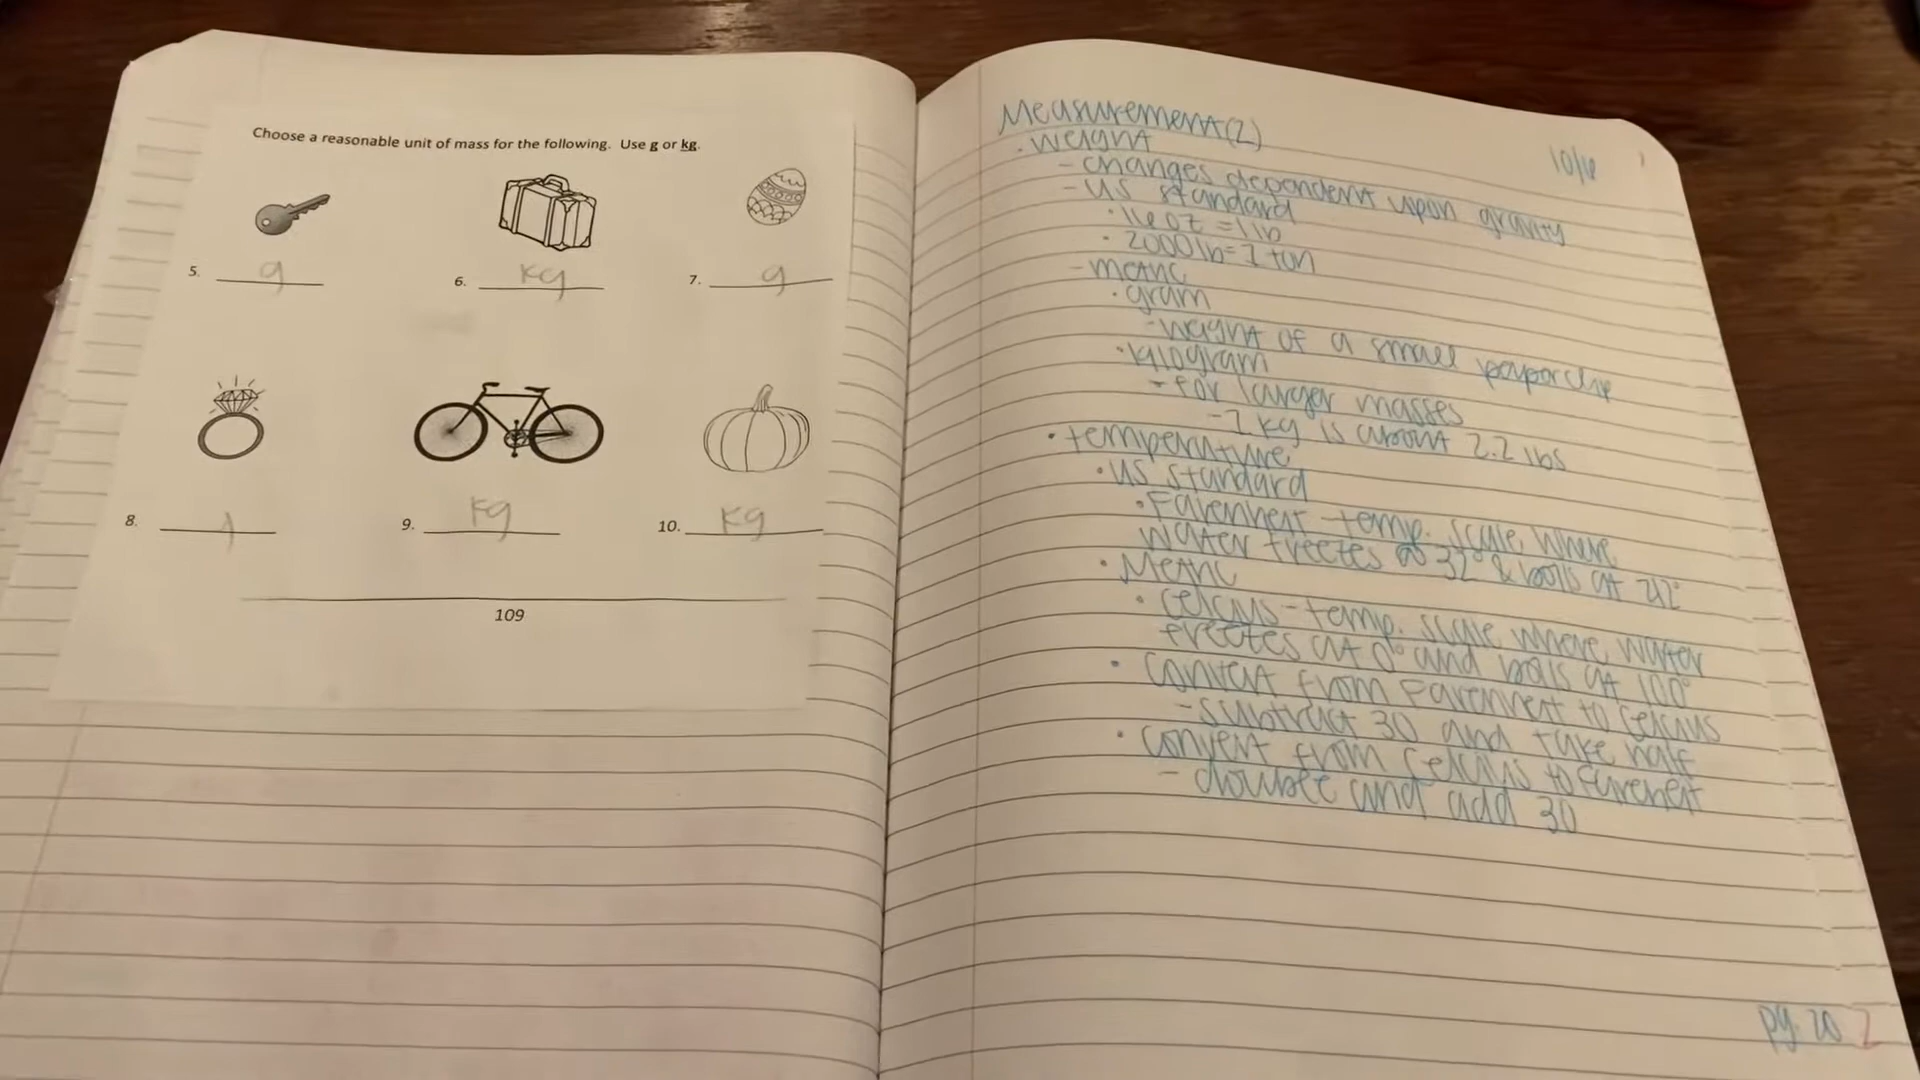 Choose a reasonable unit of mass for the following. Use g or kg.
5. g
6. kg
7. g
8.
9. kg
10. kg
109
Measurement(2)
10/6
· weight
- changes dependent upon gravity
- US standard
· 16 oz = 1 lb
· 2000 lb = 1 ton
- metric
· gram
- weight of a small paperclip
· kilogram
- for larger masses
- 1 kg is about 2.2 lbs
· temperature
· US standard
· Farenheit - temp. scale where
water freezes @ 32° & boils at 212°
· Metric
· Celcius - temp. scale where water
freezes at 0° and boils at 100°
· convert from Farenheit to Celcius
- subtract 30 and take half
· convert from Celcius to Fareheit
- double and add 30
pg. 20 2